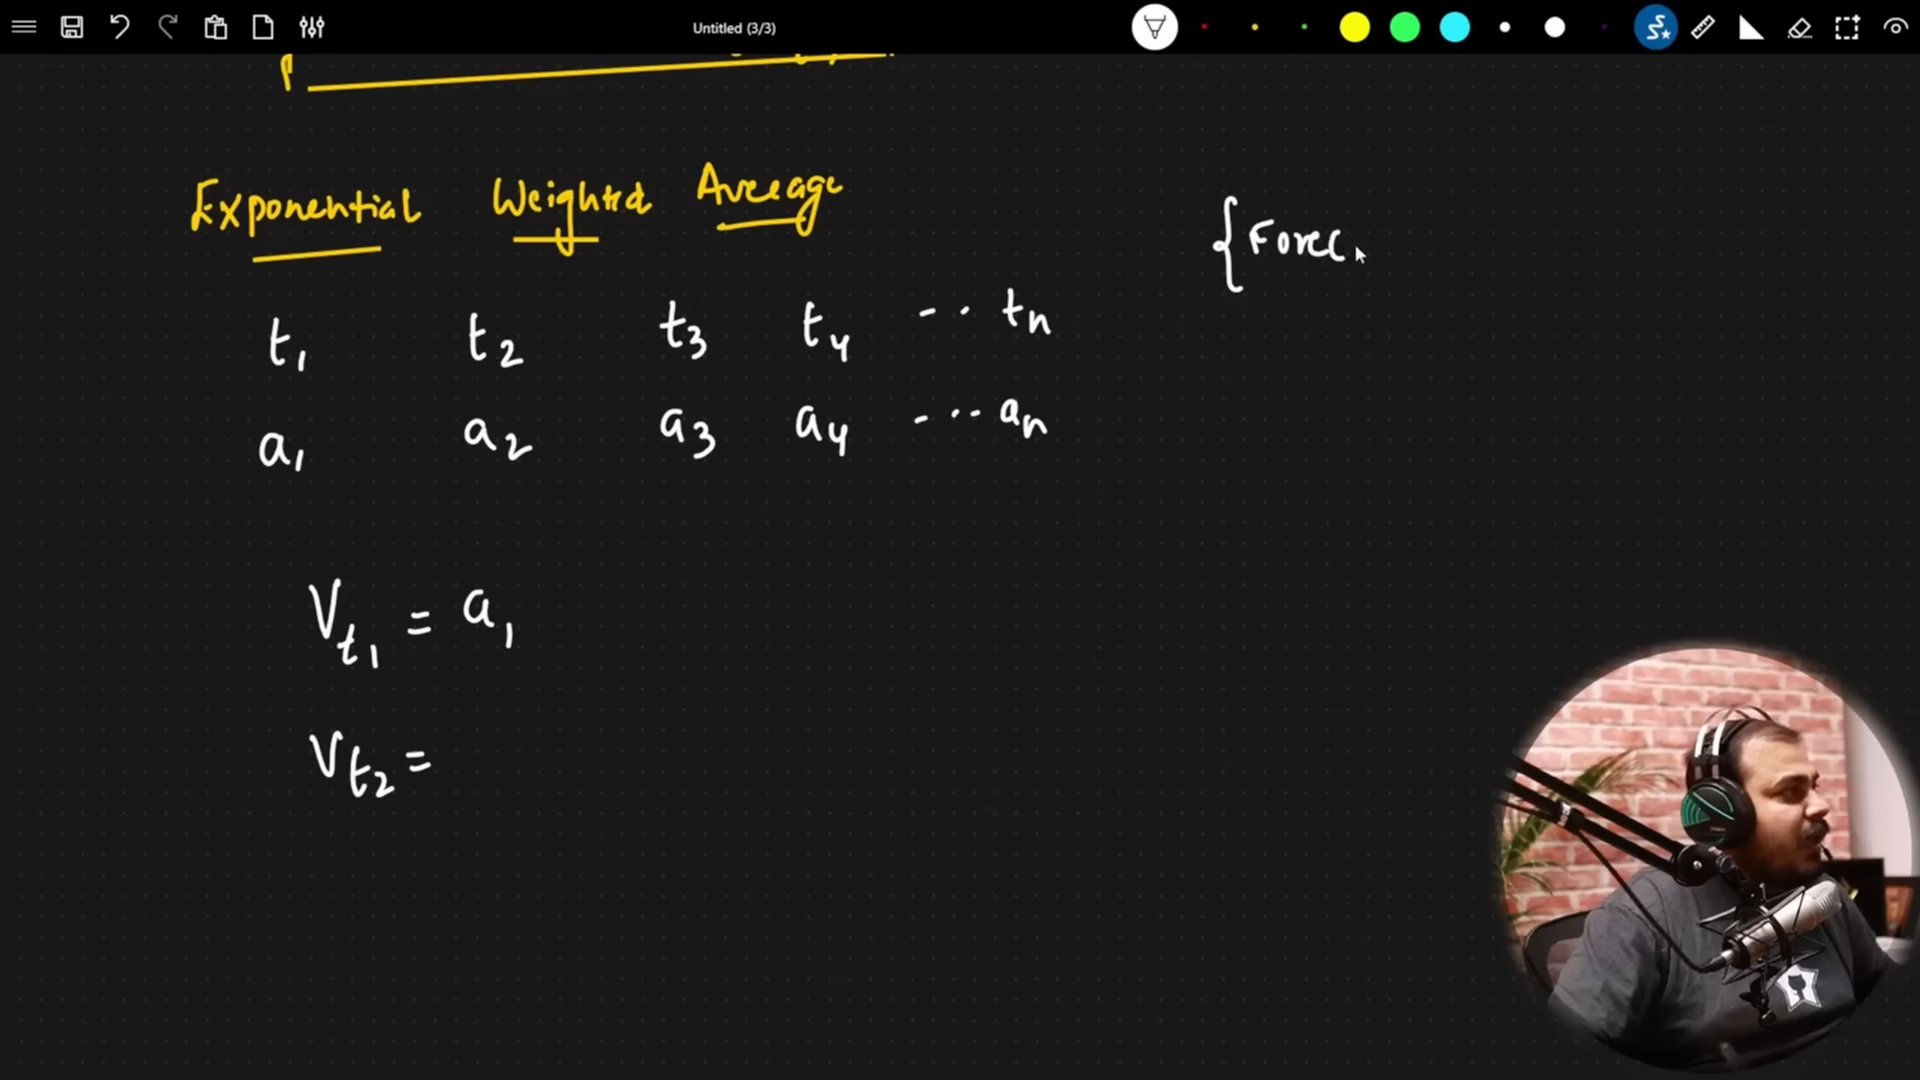 Untitled (3/3)
Exponential Weighted Average
{Forec
t1 t2 t3 t4 -·· tn
a1 a2 a3 a4 -··- an
Vt1 = a1
Vt2 =